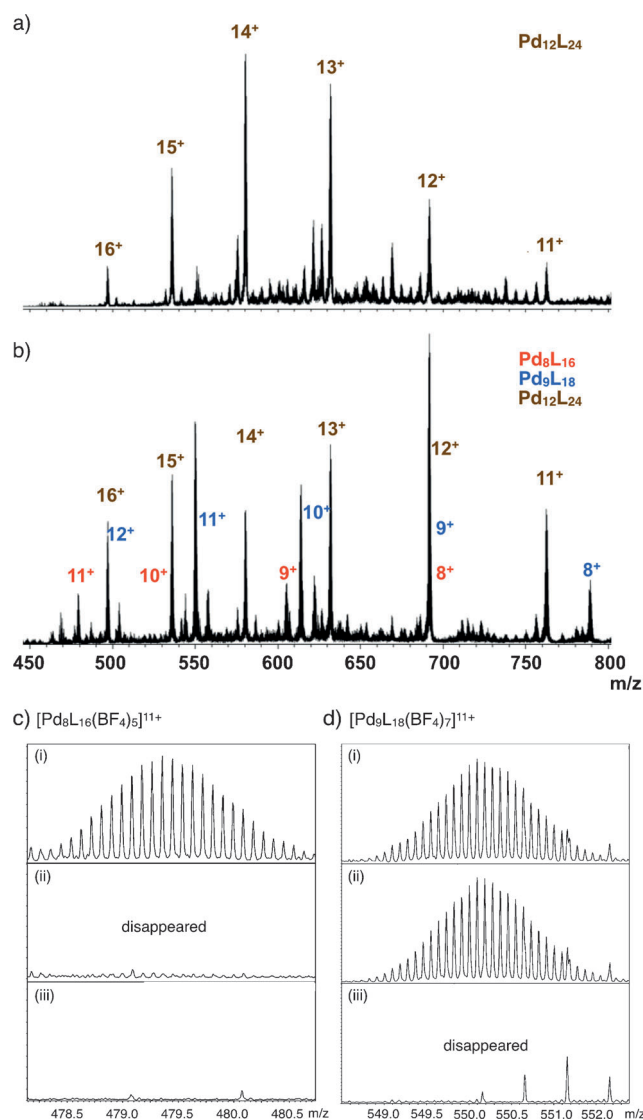 a)
Pd₁₂L₂₄
14⁺
13⁺
15⁺
12⁺
16⁺
11⁺
b)
Pd₈L₁₆
Pd₉L₁₈
Pd₁₂L₂₄
12⁺
13⁺
14⁺
15⁺
16⁺
11⁺
12⁺
11⁺
10⁺
9⁺
11⁺
10⁺
9⁺
8⁺
8⁺
450 500 550 600 650 700 750 800
m/z
c) [Pd₈L₁₆(BF₄)₅]¹¹⁺
(i)
(ii)
disappeared
(iii)
478.5 479.0 479.5 480.0 480.5 m/z
d) [Pd₉L₁₈(BF₄)₇]¹¹⁺
(i)
(ii)
(iii)
disappeared
549.0 549.5 550.0 550.5 551.0 551.5 552.0 m/z